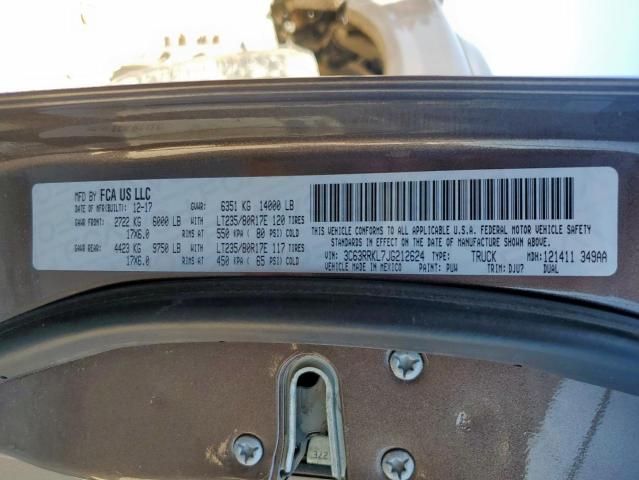 MFD BY FCA US LLC
DATE OF MFR(BUILT): 12-17 GVWR: 6351 KG 14000 LB
GAWR FRONT: 2722 KG 6000 LB WITH LT235/80R17E 120 TIRES
17X6.0 RIMS AT 550 KPA ( 80 PSI) COLD
GAWR REAR: 4423 KG 9750 LB WITH LT235/80R17E 117 TIRES
17X6.0 RIMS AT 450 KPA ( 65 PSI) COLD
THIS VEHICLE CONFORMS TO ALL APPLICABLE U.S.A. FEDERAL MOTOR VEHICLE SAFETY
STANDARDS IN EFFECT ON THE DATE OF MANUFACTURE SHOWN ABOVE.
VIN: 3C63RRKL7JG212624 TYPE: TRUCK MDH: 121411 349AA
VEHICLE MADE IN MEXICO PAINT: PUW TRIM: DJU7 DUAL
372